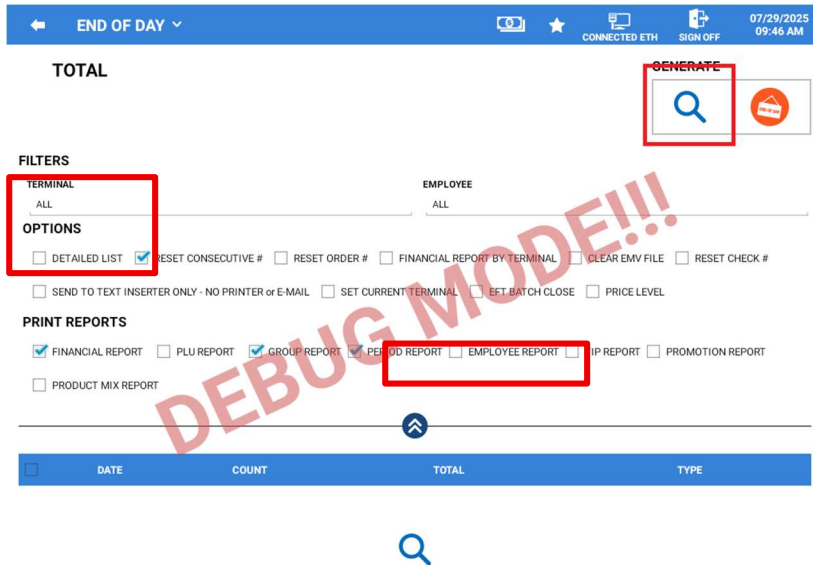 END OF DAY
CONNECTED ETH
SIGN OFF
07/29/2025
09:46 AM
TOTAL
GENERATE
FILTERS
TERMINAL
EMPLOYEE
ALL
ALL
OPTIONS
DETAILED LIST RESET CONSECUTIVE # RESET ORDER # FINANCIAL REPORT BY TERMINAL CLEAR EMV FILE RESET CHECK #
SEND TO TEXT INSERTER ONLY - NO PRINTER or E-MAIL SET CURRENT TERMINAL EFT BATCH CLOSE PRICE LEVEL
PRINT REPORTS
FINANCIAL REPORT PLU REPORT GROUP REPORT PERIOD REPORT EMPLOYEE REPORT IP REPORT PROMOTION REPORT
PRODUCT MIX REPORT
DEBUG MODE!!!
DATE COUNT TOTAL TYPE